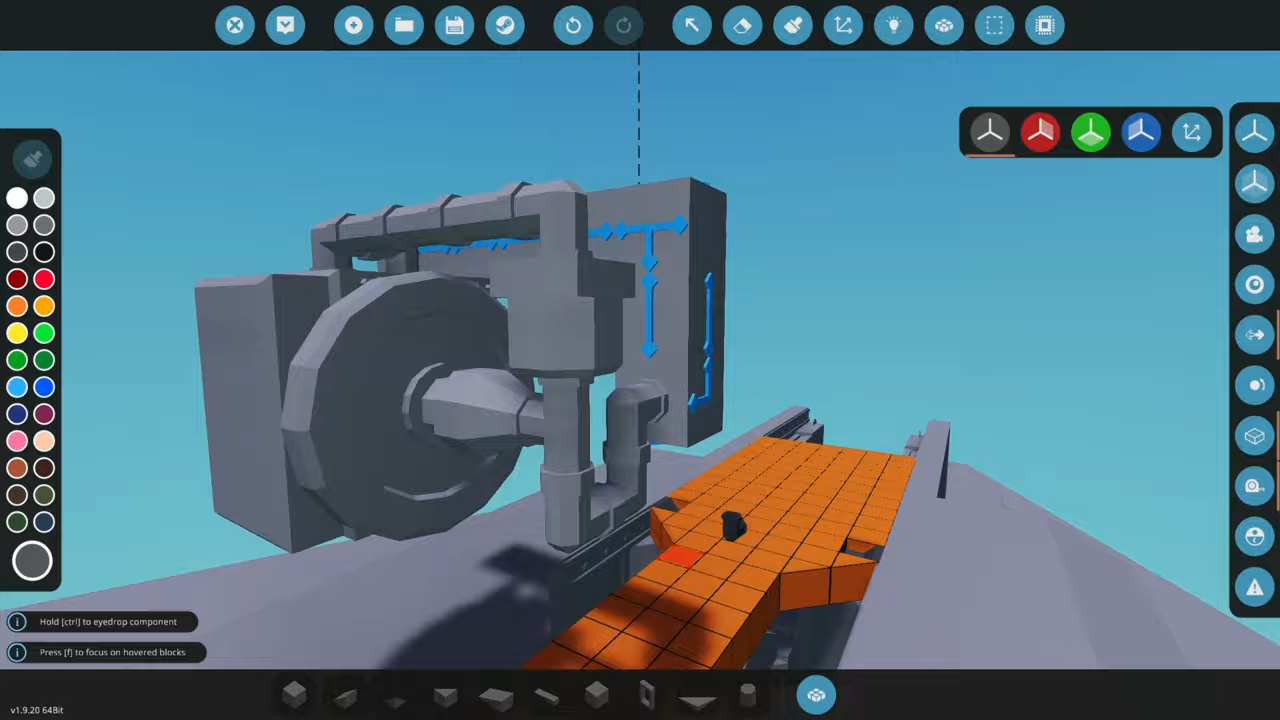 Hold [ctrl] to eyedrop component
Press [f] to focus on hovered blocks
v1.9.20 64Bit